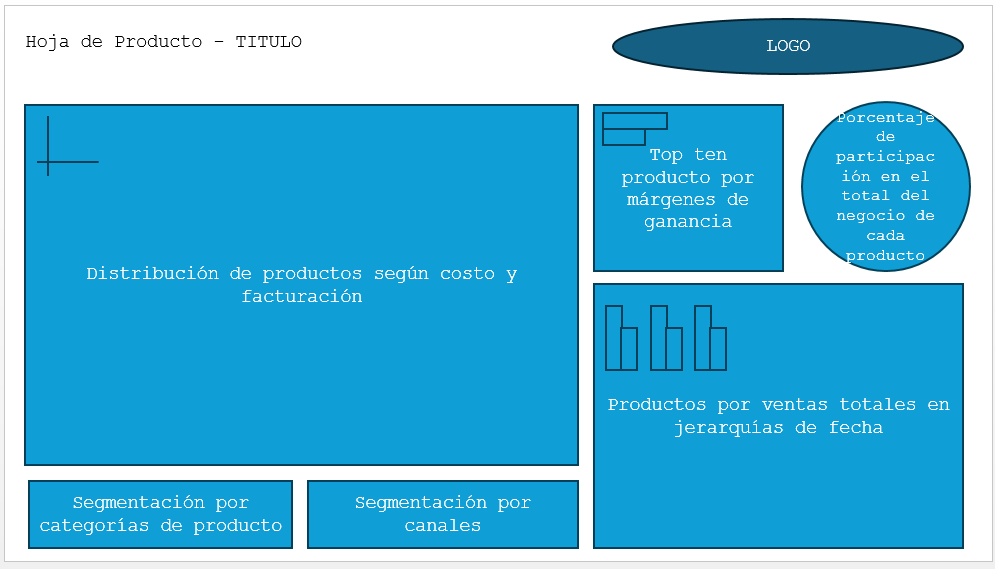 Hoja de Producto – TITULO
LOGO
Distribución de productos según costo y
facturación
Top ten
producto por
márgenes de
ganancia
Porcentaje
de
participac
ión en el
total del
negocio de
cada
producto
Productos por ventas totales en
jerarquías de fecha
Segmentación por
categorías de producto
Segmentación por
canales